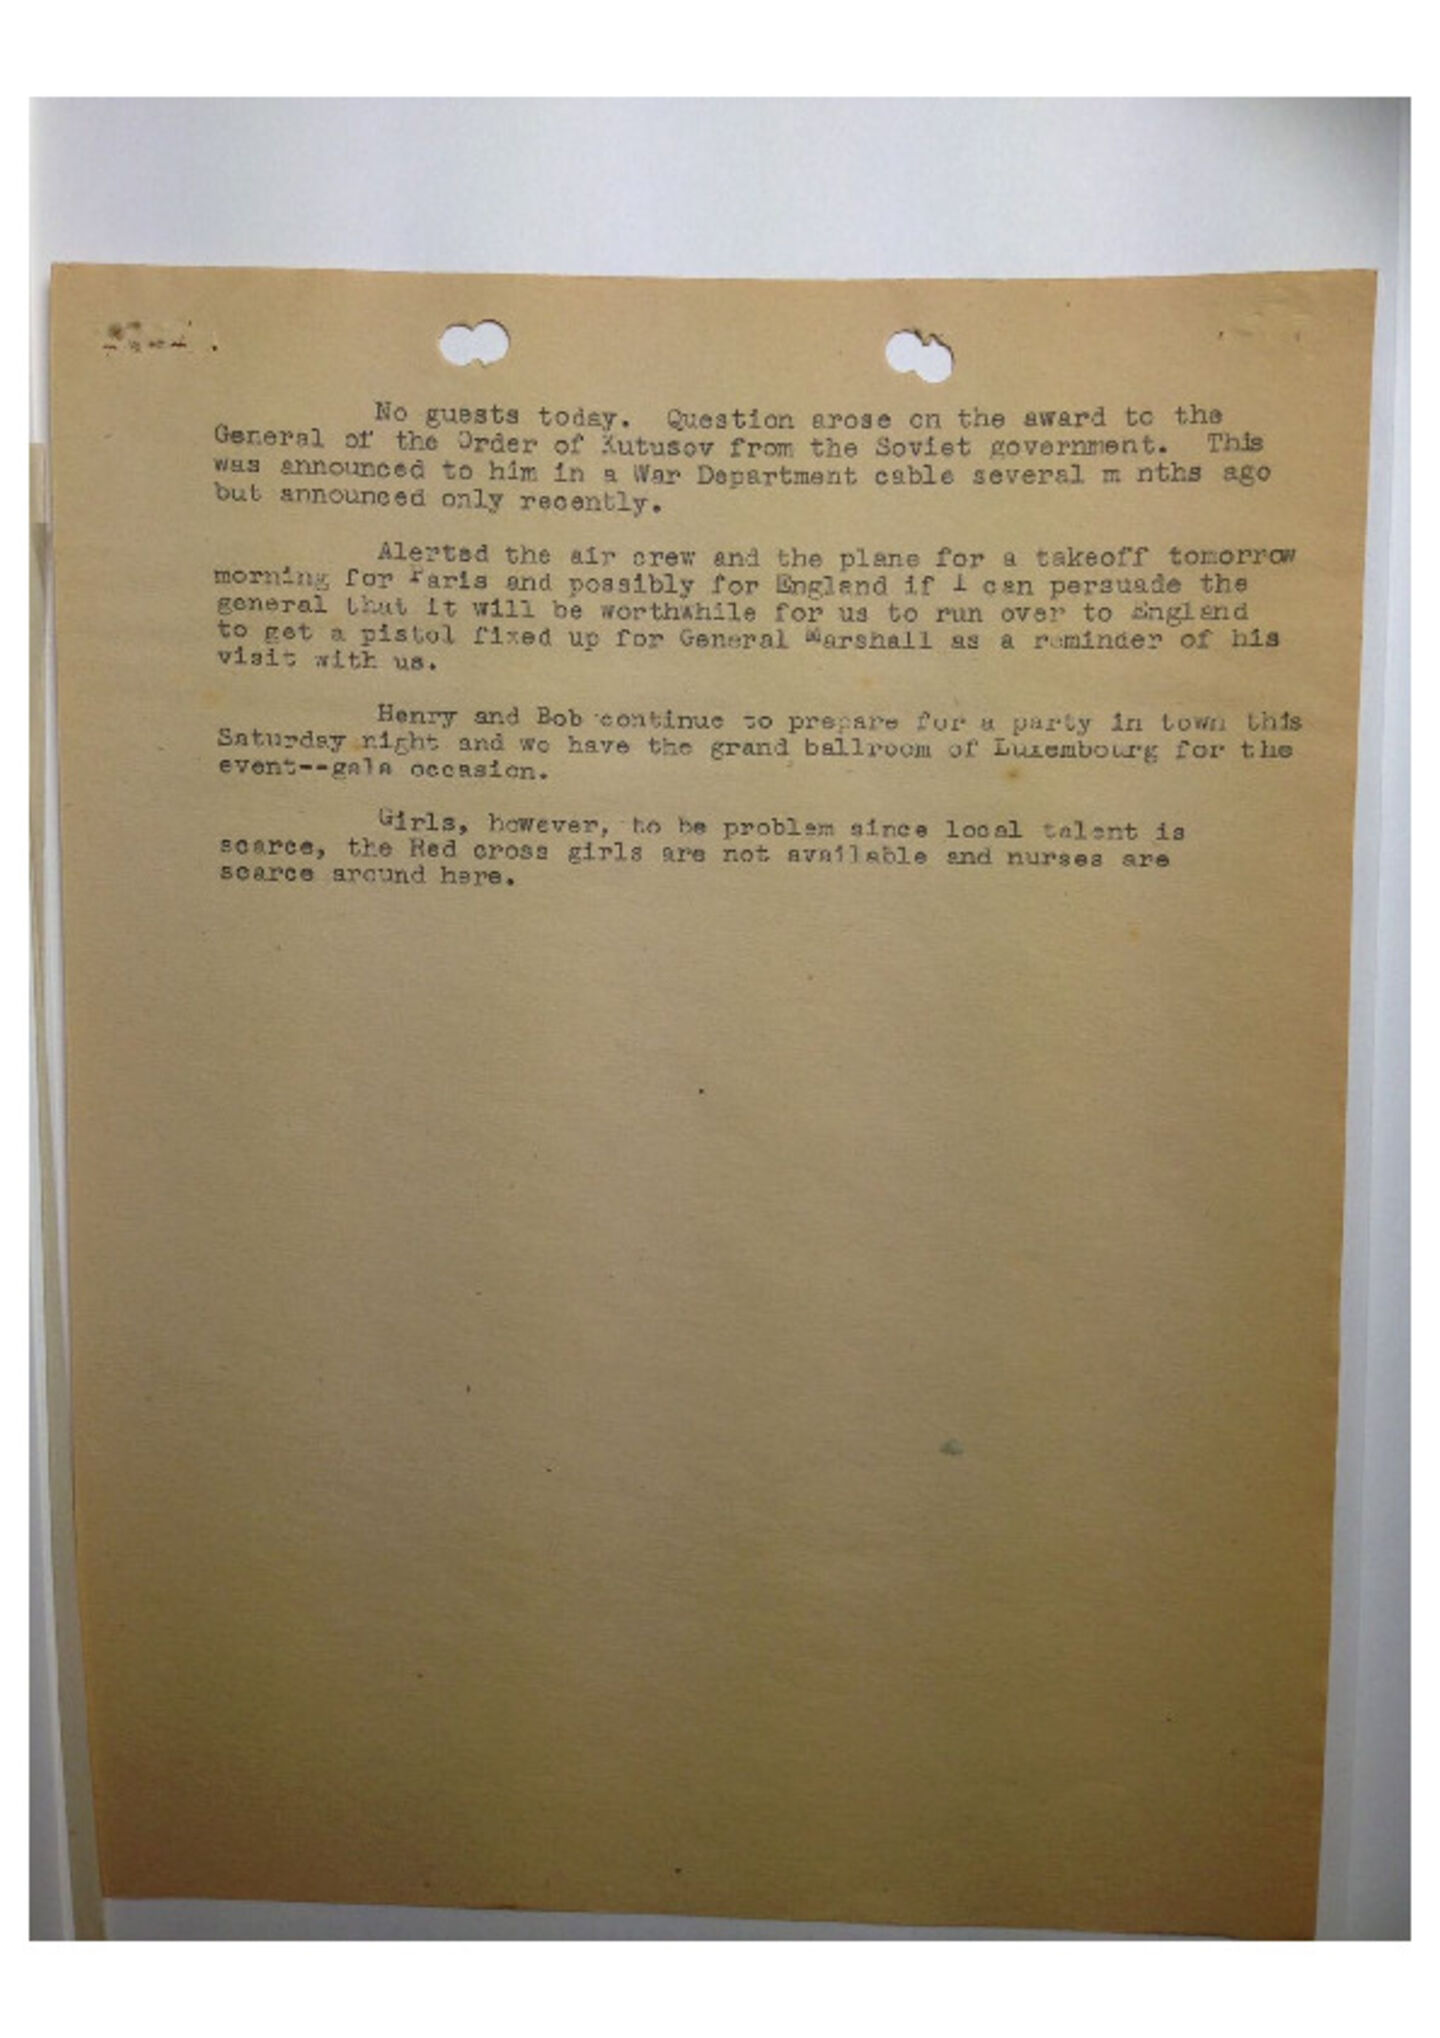 No guests today. Question arose on the award to the
General of the Order of Kutusov from the Soviet government. This
was announced to him in a War Department cable several m nths ago
but announced only recently.
Alerted the air crew and the plane for a takeoff tomorrow
morning for Paris and possibly for England if I can persuade the
general that it will be worthwhile for us to run over to England
to get a pistol fixed up for General Marshall as a reminder of his
visit with us.
Henry and Bob continue to prepare for a party in town this
Saturday night and we have the grand ballroom of Luxembourg for the
event--gala occasion.
Girls, however, to be problem since local talent is
scarce, the Red cross girls are not available and nurses are
scarce around here.